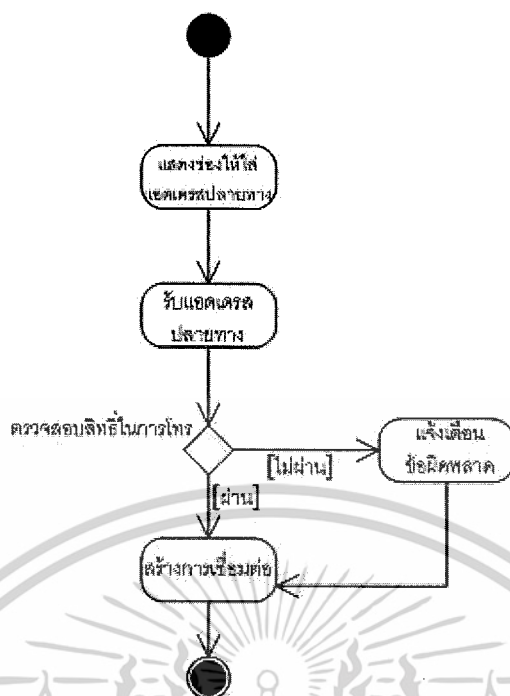 แสดงช่องให้ใส่
แอดเดรสปลายทาง
รับแอดเดรส
ปลายทาง
ตรวจสอบสิทธิ์ในการโทร
[ไม่ผ่าน]
แจ้งเตือน
ข้อผิดพลาด
[ผ่าน]
สร้างการเชื่อมต่อ